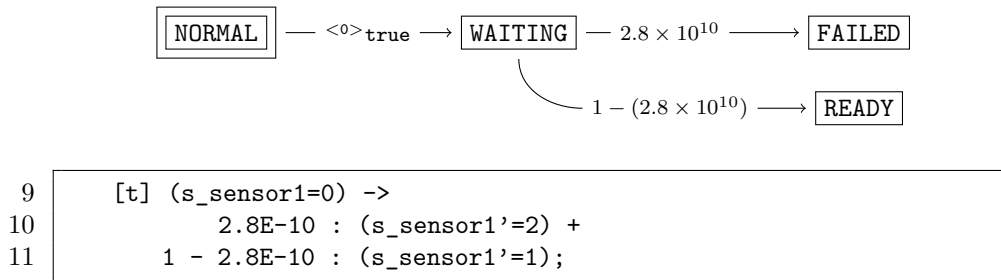 NORMAL <0>true WAITING 2.8 × 10^10 FAILED
1 − (2.8 × 10^10) READY
9 [t] (s_sensor1=0) ->
10 2.8E-10 : (s_sensor1'=2) +
11 1 - 2.8E-10 : (s_sensor1'=1);